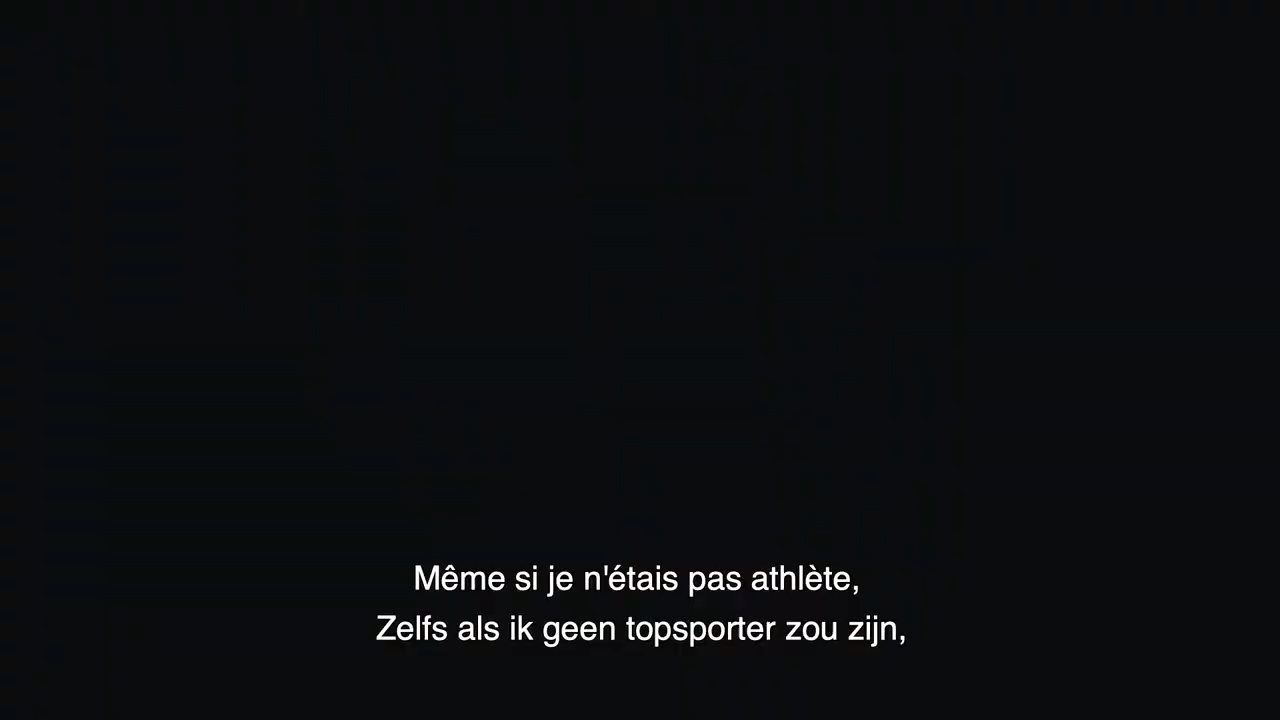 Même si je n'étais pas athlète,
Zelfs als ik geen topsporter zou zijn,